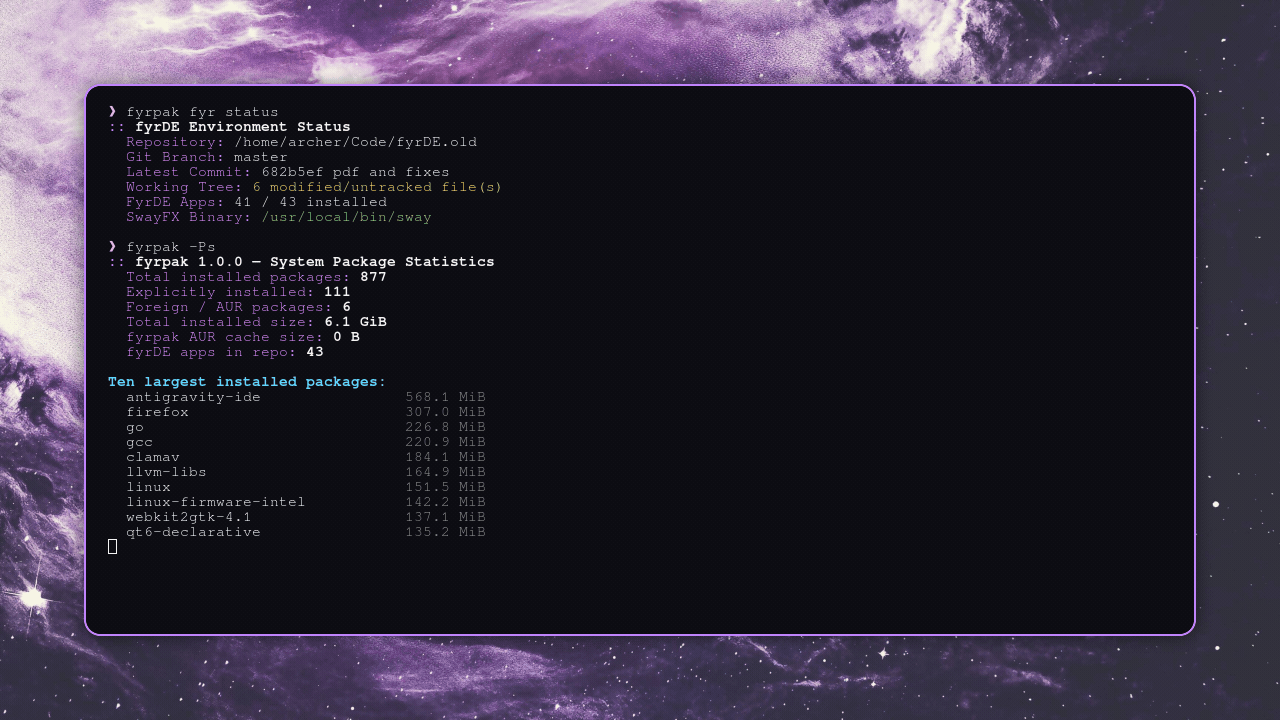 ❯ fyrpak fyr status
:: fyrDE Environment Status
Repository: /home/archer/Code/fyrDE.old
Git Branch: master
Latest Commit: 682b5ef pdf and fixes
Working Tree: 6 modified/untracked file(s)
FyrDE Apps: 41 / 43 installed
SwayFX Binary: /usr/local/bin/sway
❯ fyrpak -Ps
:: fyrpak 1.0.0 — System Package Statistics
Total installed packages: 877
Explicitly installed: 111
Foreign / AUR packages: 6
Total installed size: 6.1 GiB
fyrpak AUR cache size: 0 B
fyrDE apps in repo: 43
Ten largest installed packages:
antigravity-ide 568.1 MiB
firefox 307.0 MiB
go 226.8 MiB
gcc 220.9 MiB
clamav 184.1 MiB
llvm-libs 164.9 MiB
linux 151.5 MiB
linux-firmware-intel 142.2 MiB
webkit2gtk-4.1 137.1 MiB
qt6-declarative 135.2 MiB